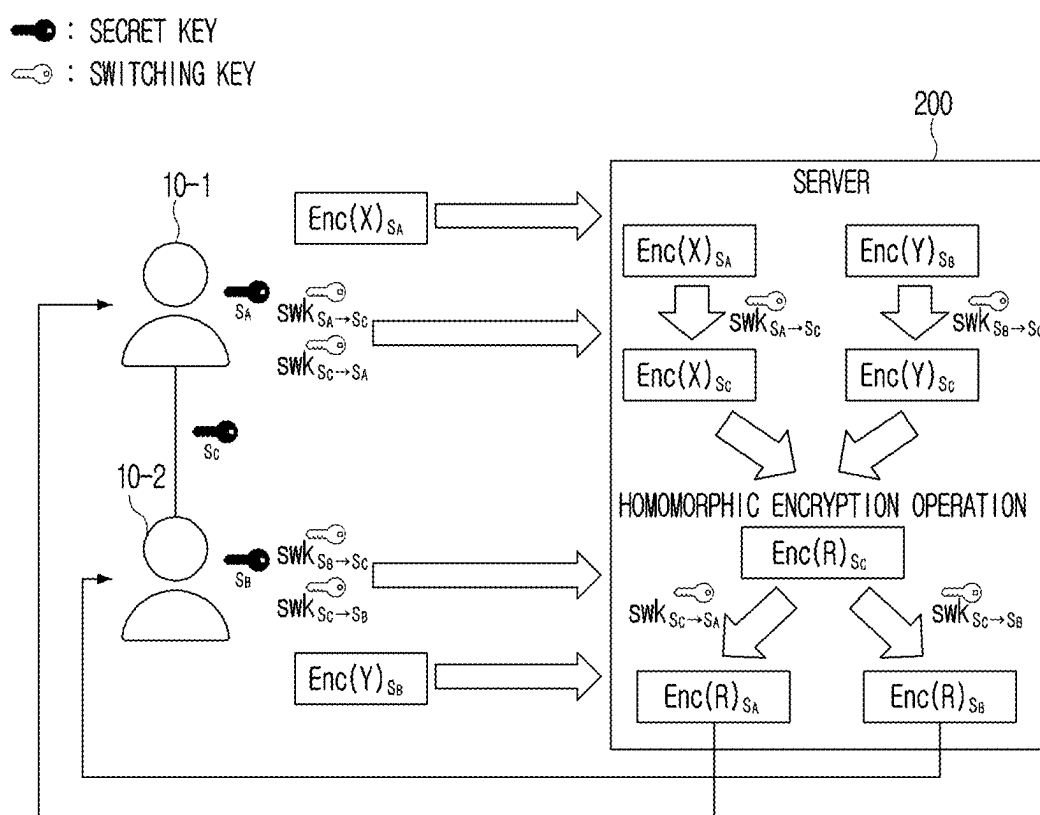 : SECRET KEY
: SWITCHING KEY
200
SERVER
10-1
Enc(X)SA
Enc(X)SA
Enc(Y)SB
SA
swkSA→SC
swkSC→SA
swkSA→SC
swkSB→SC
Enc(X)SC
Enc(Y)SC
SC
10-2
HOMOMORPHIC ENCRYPTION OPERATION
Enc(R)SC
SB
swkSB→SC
swkSC→SB
swkSC→SA
swkSC→SB
Enc(Y)SB
Enc(R)SA
Enc(R)SB